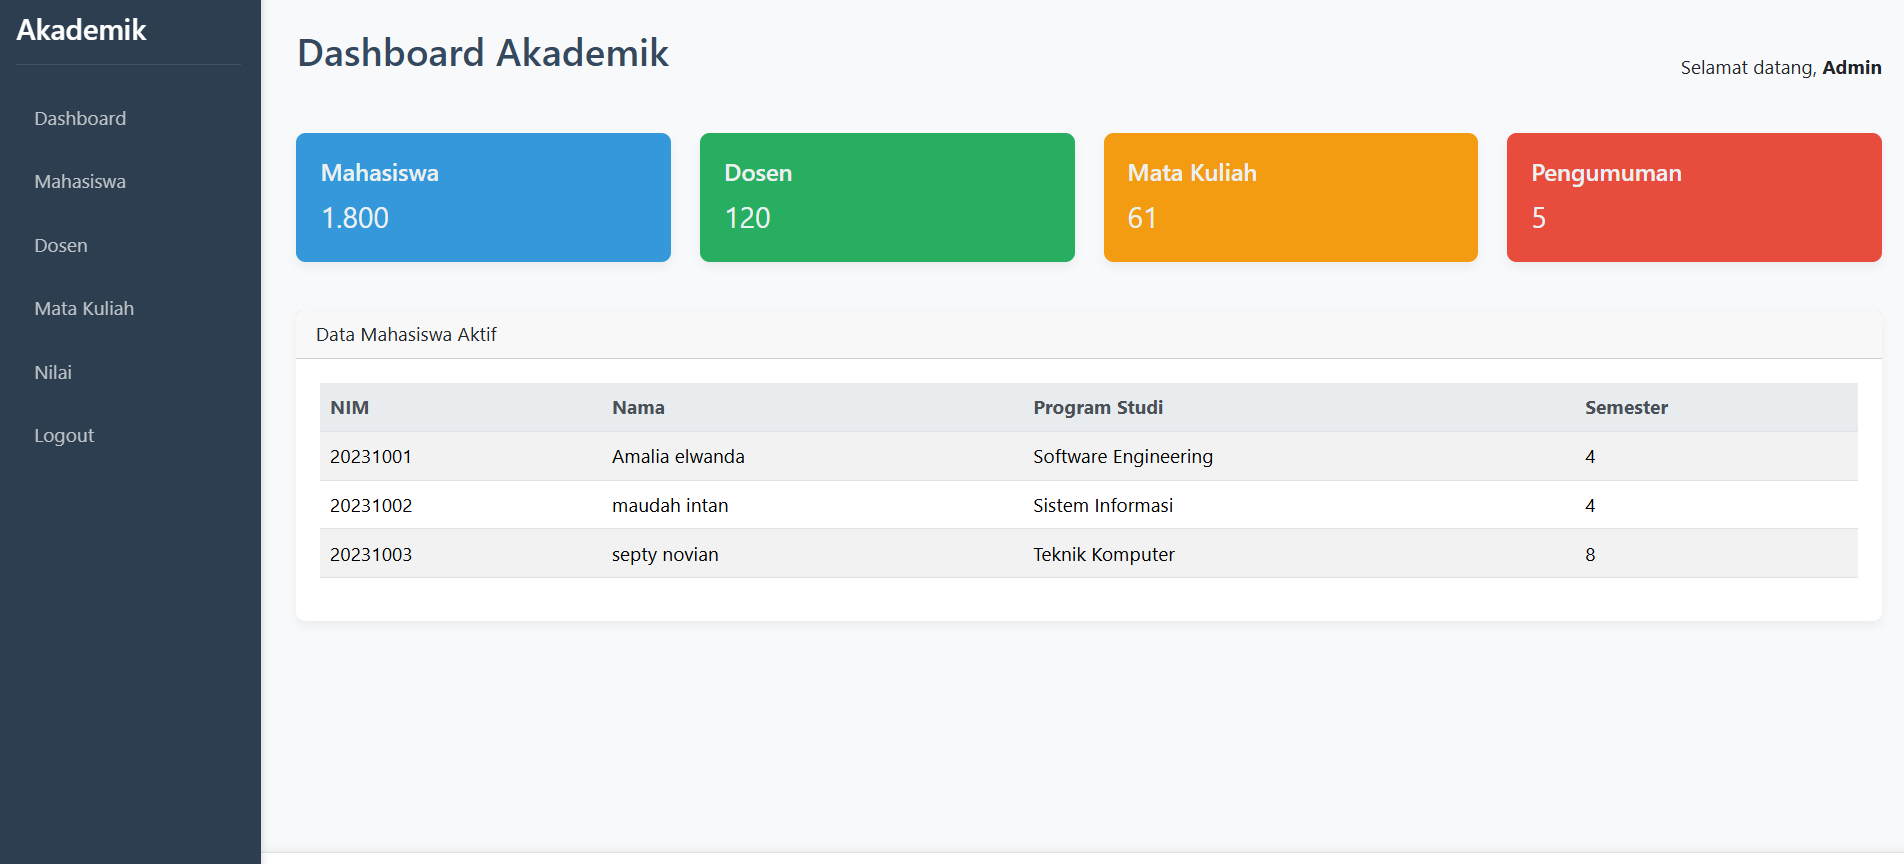 Akademik
Dashboard
Mahasiswa
Dosen
Mata Kuliah
Nilai
Logout
Dashboard Akademik
Selamat datang, Admin
Mahasiswa
1.800
Dosen
120
Mata Kuliah
61
Pengumuman
5
Data Mahasiswa Aktif
NIM Nama Program Studi Semester
20231001 Amalia elwanda Software Engineering 4
20231002 maudah intan Sistem Informasi 4
20231003 septy novian Teknik Komputer 8